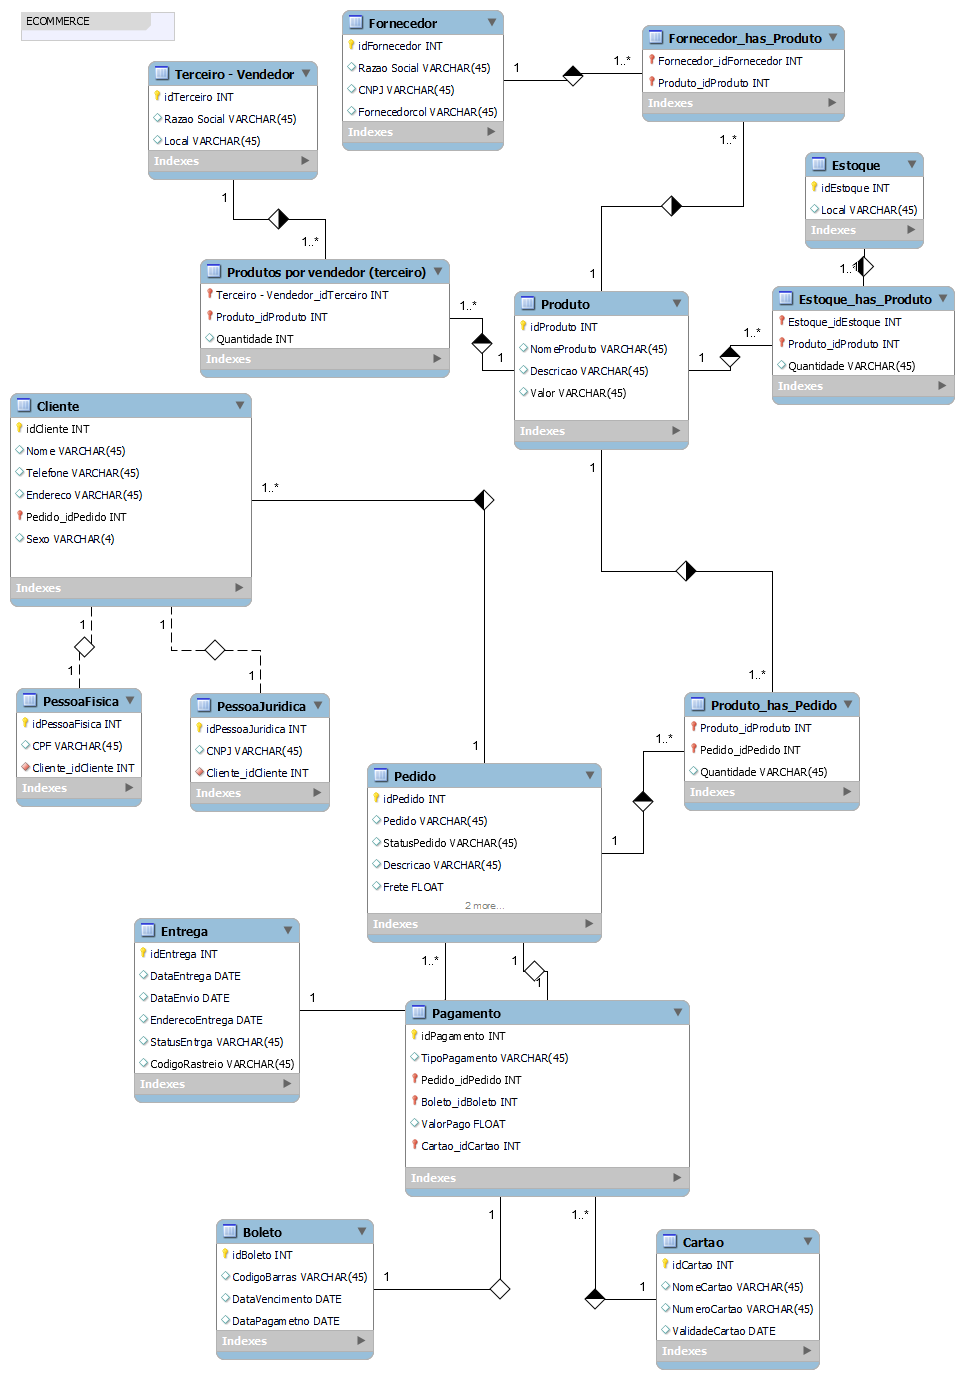 ECOMMERCE
Fornecedor
idFornecedor INT
Razao Social VARCHAR(45)
CNPJ VARCHAR(45)
Fornecedorcol VARCHAR(45)
Indexes
1
1..*
Fornecedor_has_Produto
Fornecedor_idFornecedor INT
Produto_idProduto INT
Indexes
1..*
1
Terceiro - Vendedor
idTerceiro INT
Razao Social VARCHAR(45)
Local VARCHAR(45)
Indexes
1
1..*
Estoque
idEstoque INT
Local VARCHAR(45)
Indexes
1..*
1
Produtos por vendedor (terceiro)
Terceiro - Vendedor_idTerceiro INT
Produto_idProduto INT
Quantidade INT
Indexes
1..*
1
Produto
idProduto INT
NomeProduto VARCHAR(45)
Descricao VARCHAR(45)
Valor VARCHAR(45)
Indexes
1
1..*
Estoque_has_Produto
Estoque_idEstoque INT
Produto_idProduto INT
Quantidade VARCHAR(45)
Indexes
Cliente
idCliente INT
Nome VARCHAR(45)
Telefone VARCHAR(45)
Endereco VARCHAR(45)
Pedido_idPedido INT
Sexo VARCHAR(4)
Indexes
1..*
1
1
1..*
1
1
1
1
PessoaFisica
idPessoaFisica INT
CPF VARCHAR(45)
Cliente_idCliente INT
Indexes
PessoaJuridica
idPessoaJuridica INT
CNPJ VARCHAR(45)
Cliente_idCliente INT
Indexes
Produto_has_Pedido
Produto_idProduto INT
Pedido_idPedido INT
Quantidade VARCHAR(45)
Indexes
1..*
1
Pedido
idPedido INT
Pedido VARCHAR(45)
StatusPedido VARCHAR(45)
Descricao VARCHAR(45)
Frete FLOAT
2 more...
Indexes
1..*
1
1
Entrega
idEntrega INT
DataEntrega DATE
DataEnvio DATE
EnderecoEntrega DATE
StatusEntrga VARCHAR(45)
CodigoRastreio VARCHAR(45)
Indexes
1
Pagamento
idPagamento INT
TipoPagamento VARCHAR(45)
Pedido_idPedido INT
Boleto_idBoleto INT
ValorPago FLOAT
Cartao_idCartao INT
Indexes
1
1..*
Boleto
idBoleto INT
CodigoBarras VARCHAR(45)
DataVencimento DATE
DataPagametno DATE
Indexes
1
1
Cartao
idCartao INT
NomeCartao VARCHAR(45)
NumeroCartao VARCHAR(45)
ValidadeCartao DATE
Indexes